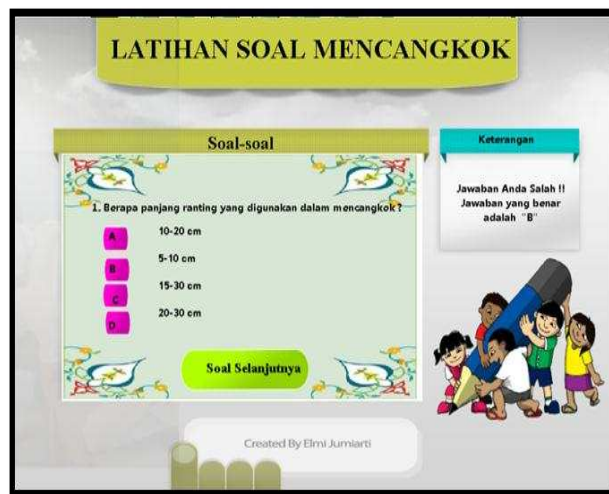 LATIHAN SOAL MENCANGKOK
Soal-soal
1. Berapa panjang ranting yang digunakan dalam mencangkok?
A 10-20 cm
B 5-10 cm
C 15-30 cm
D 20-30 cm
Soal Selanjutnya
Keterangan
Jawaban Anda Salah !!
Jawaban yang benar
adalah "B"
Created By Elmi Jumiarti